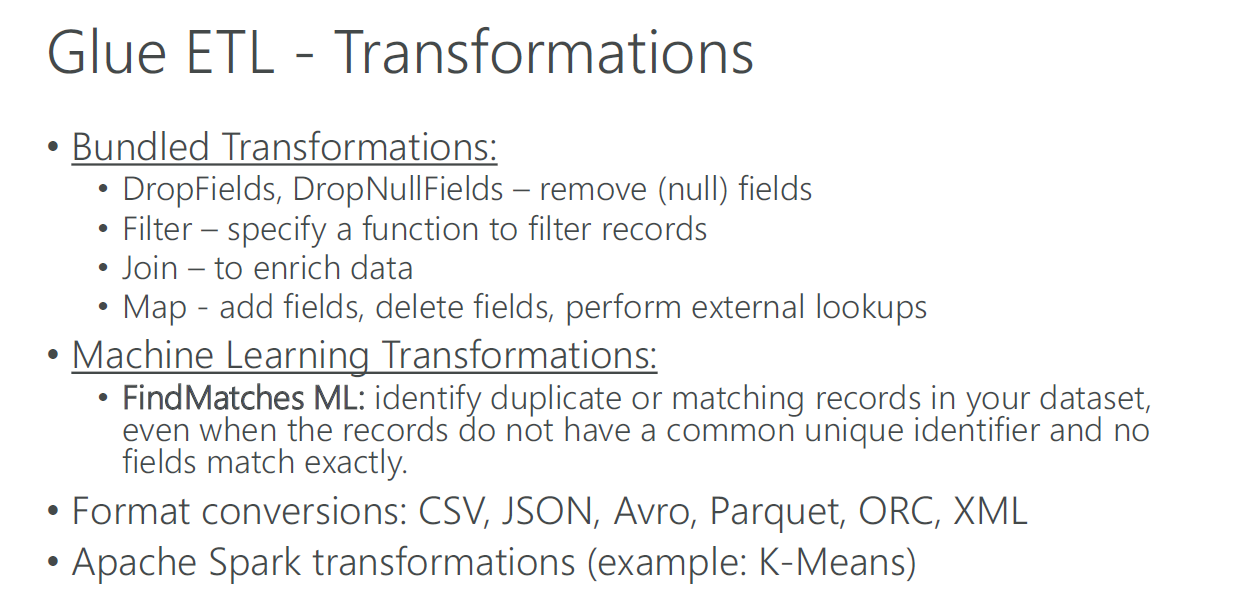 Glue ETL - Transformations
• Bundled Transformations:
• DropFields, DropNullFields – remove (null) fields
• Filter – specify a function to filter records
• Join – to enrich data
• Map - add fields, delete fields, perform external lookups
• Machine Learning Transformations:
• FindMatches ML: identify duplicate or matching records in your dataset,
even when the records do not have a common unique identifier and no
fields match exactly.
• Format conversions: CSV, JSON, Avro, Parquet, ORC, XML
• Apache Spark transformations (example: K-Means)